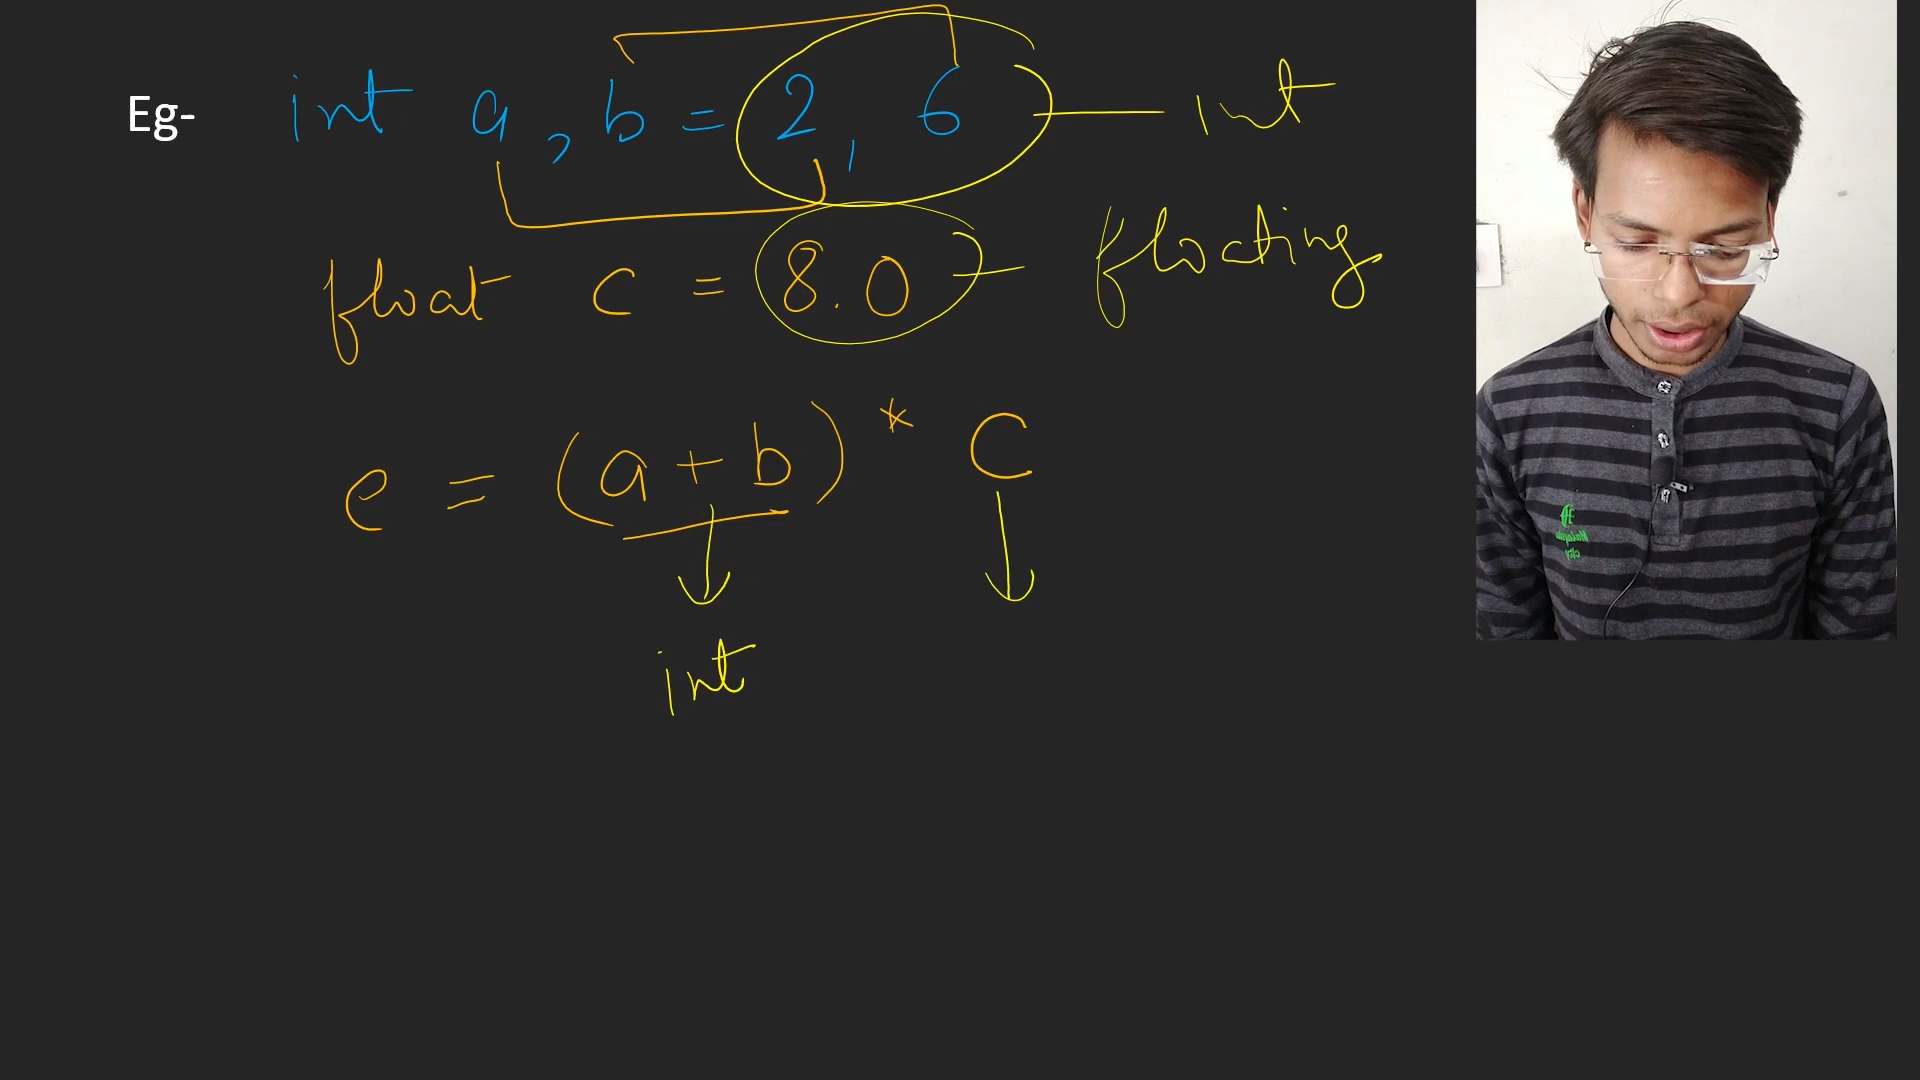 Eg- int a, b = 2, 6 int
float c = 8.0 floating
e = (a + b) * C
int